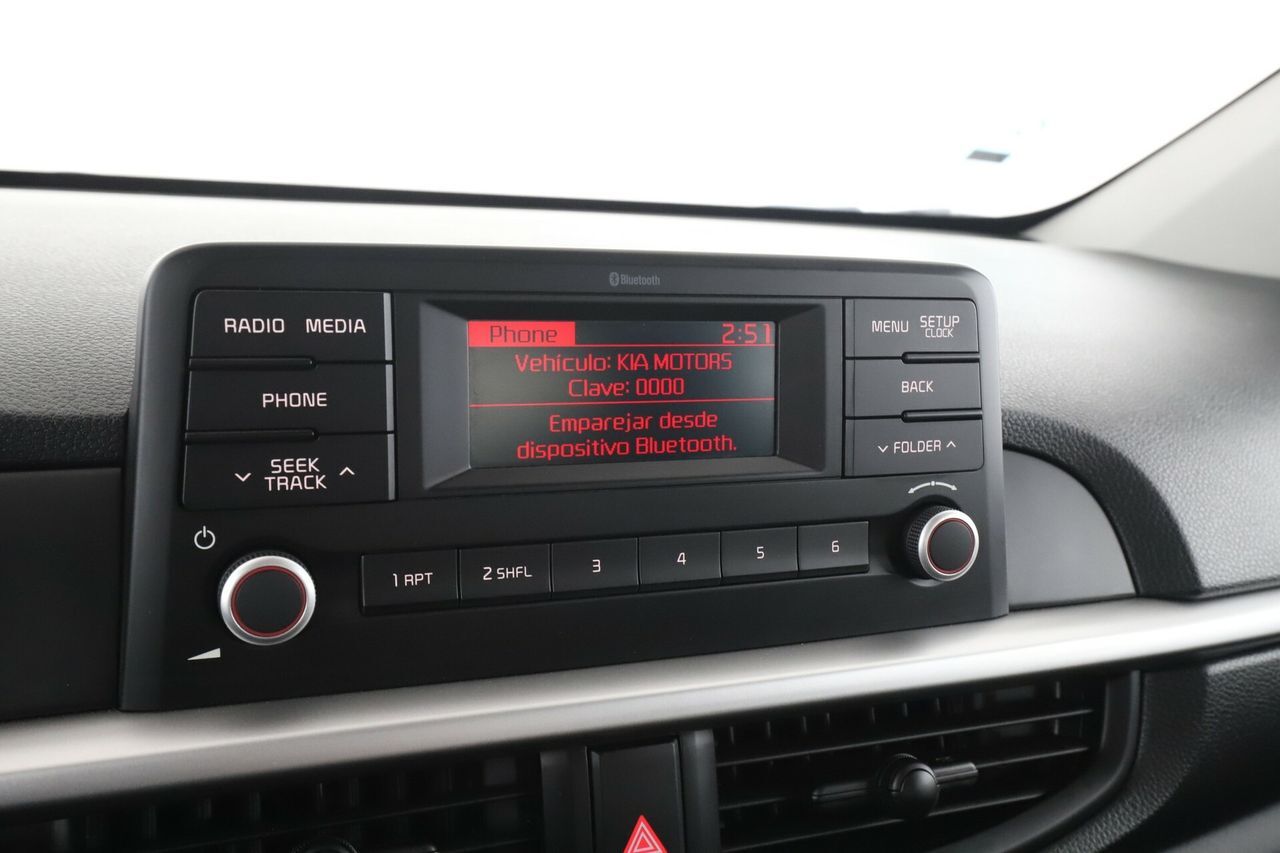 Bluetooth
RADIO MEDIA
PHONE
SEEK
TRACK
Phone 2:51
Vehículo: KIA MOTORS
Clave: 0000
Emparejar desde
dispositivo Bluetooth.
MENU SETUP
CLOCK
BACK
FOLDER
1 RPT
2 SHFL
3
4
5
6